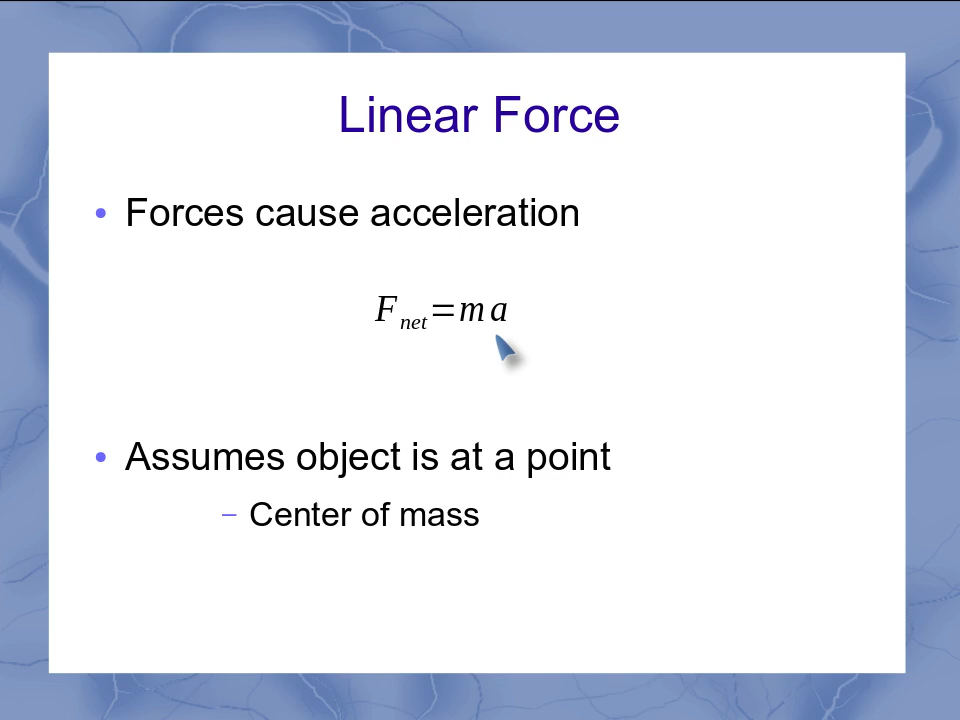 Linear Force
• Forces cause acceleration
F net = m a
• Assumes object is at a point
– Center of mass